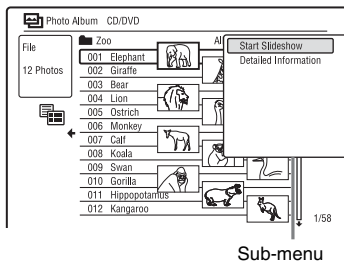 Photo Album CD/DVD
File
12 Photos
Zoo
Al
001 Elephant
002 Giraffe
003 Bear
004 Lion
005 Ostrich
006 Monkey
007 Calf
008 Koala
009 Swan
010 Gorilla
011 Hippopotamus
012 Kangaroo
Start Slideshow
Detailed Information
1/58
Sub-menu